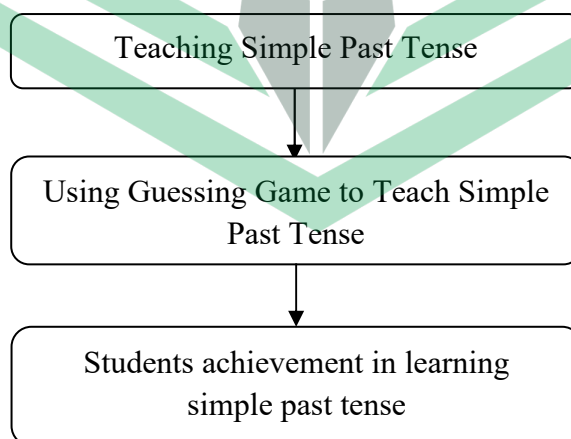 Teaching Simple Past Tense
Using Guessing Game to Teach Simple
Past Tense
Students achievement in learning
simple past tense